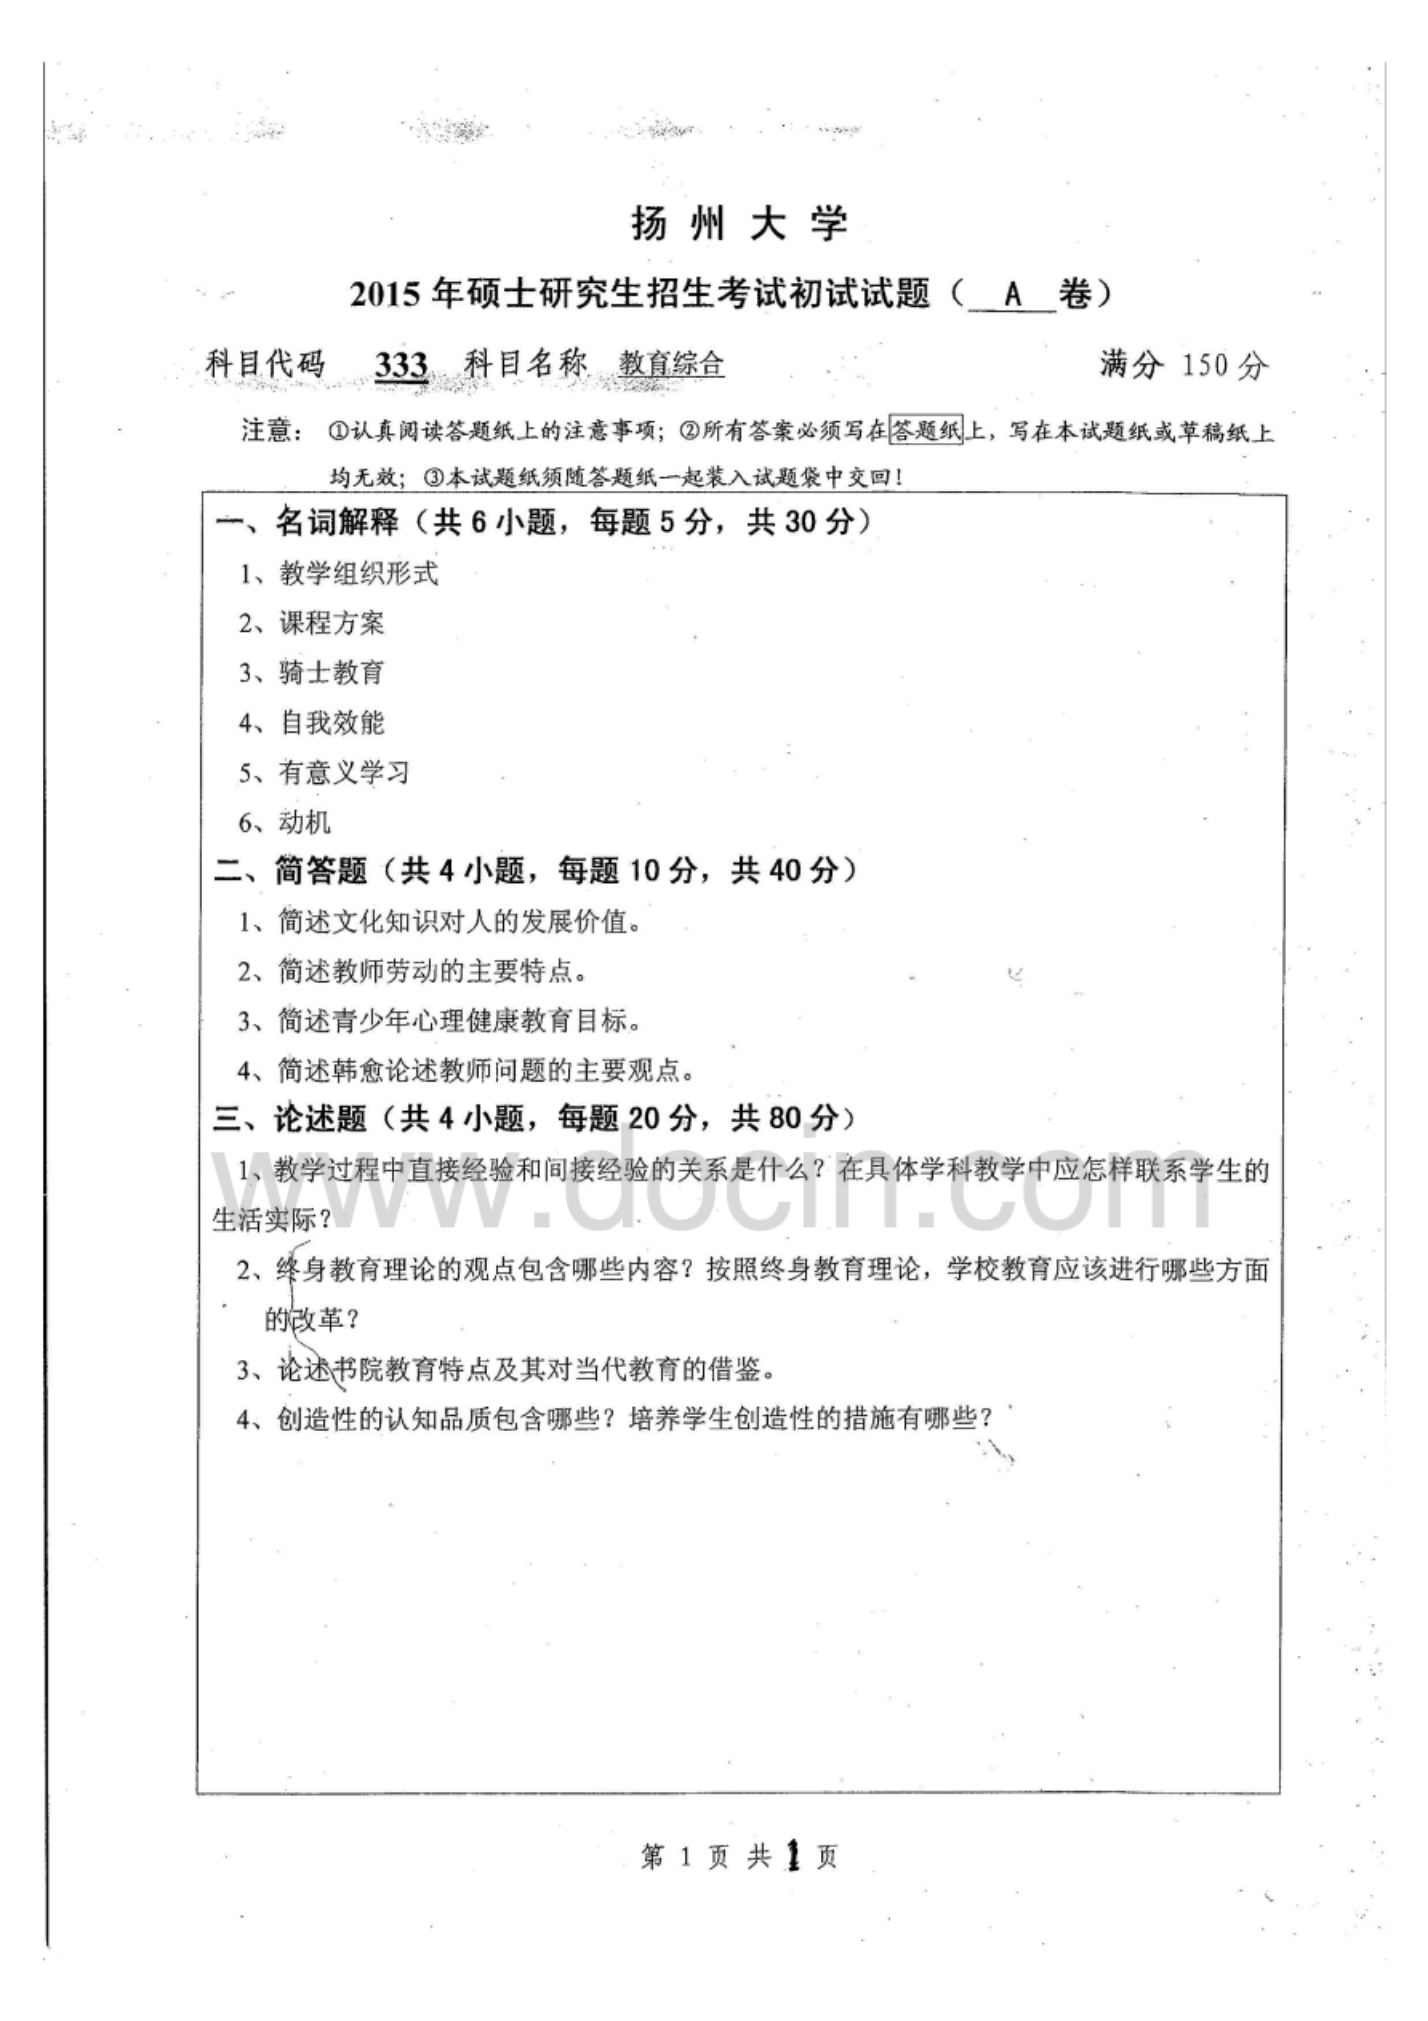 扬 州 大 学
2015 年硕士研究生招生考试初试试题（ A 卷）
科目代码 333 科目名称 教育综合 满分 150 分
注意： ①认真阅读答题纸上的注意事项；②所有答案必须写在答题纸上，写在本试题纸或草稿纸上
均无效；③本试题纸须随答题纸一起装入试题袋中交回！
一、名词解释（共 6 小题，每题 5 分，共 30 分）
1、教学组织形式
2、课程方案
3、骑士教育
4、自我效能
5、有意义学习
6、动机
二、简答题（共 4 小题，每题 10 分，共 40 分）
1、简述文化知识对人的发展价值。
2、简述教师劳动的主要特点。
3、简述青少年心理健康教育目标。
4、简述韩愈论述教师问题的主要观点。
三、论述题（共 4 小题，每题 20 分，共 80 分）
1、教学过程中直接经验和间接经验的关系是什么？在具体学科教学中应怎样联系学生的
生活实际？
www.docin.com
2、终身教育理论的观点包含哪些内容？按照终身教育理论，学校教育应该进行哪些方面
的改革？
3、论述书院教育特点及其对当代教育的借鉴。
4、创造性的认知品质包含哪些？培养学生创造性的措施有哪些？
第 1 页 共 1 页